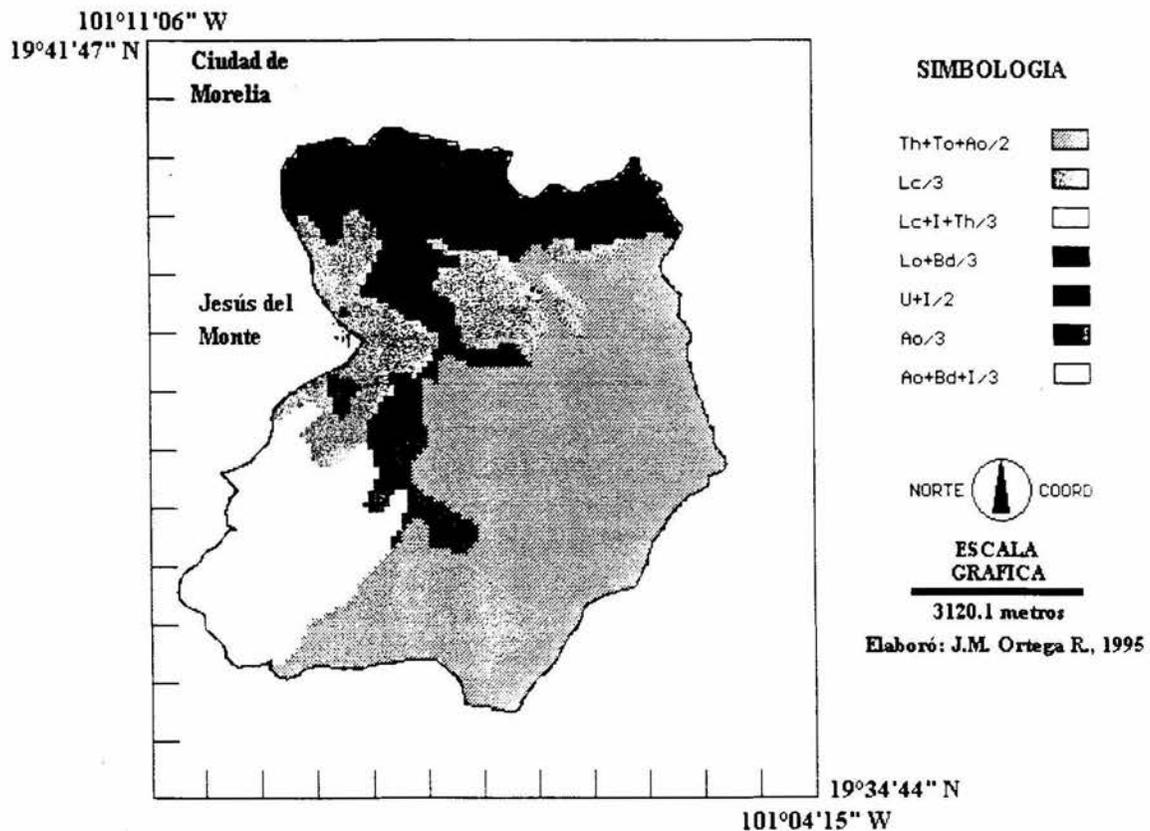 101°11'06" W
19°41'47" N
Ciudad de
Morelia
Jesús del
Monte
SIMBOLOGIA
Th+To+Ao/2
Lc/3
Lc+I+Th/3
Lo+Bd/3
U+I/2
Ao/3
Ao+Bd+I/3
NORTE COORD
ESCALA
GRAFICA
3120.1 metros
Elaboró: J.M. Ortega R., 1995
19°34'44" N
101°04'15" W